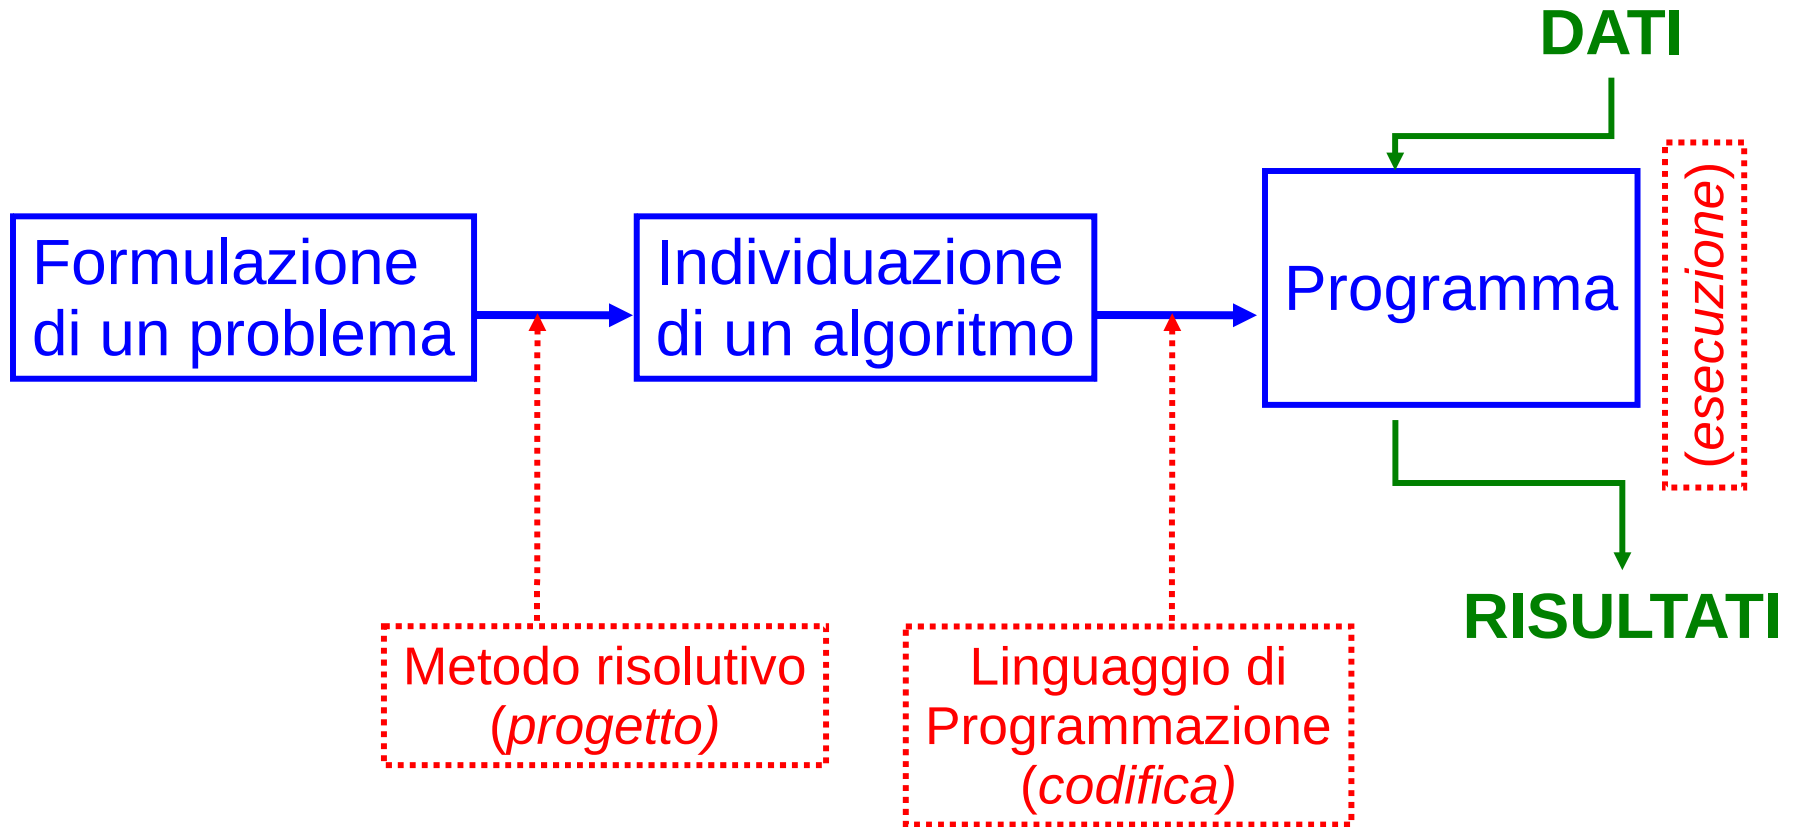 DATI
Formulazione
di un problema
Individuazione
di un algoritmo
Programma
(esecuzione)
RISULTATI
Metodo risolutivo
(progetto)
Linguaggio di
Programmazione
(codifica)